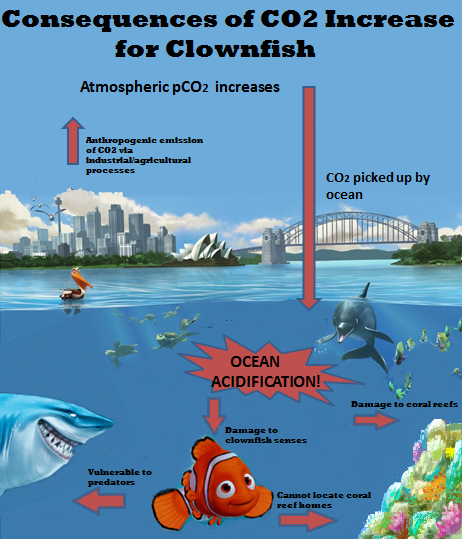 Consequences of CO2 Increase
for Clownfish
Atmospheric pCO₂ increases
Anthropogenic emission
of CO2 via
industrial/agricultural
processes
CO₂ picked up by
ocean
OCEAN
ACIDIFICATION!
Damage to coral reefs
Damage to
clownfish senses
Vulnerable to
predators
Cannot locate coral
reef homes